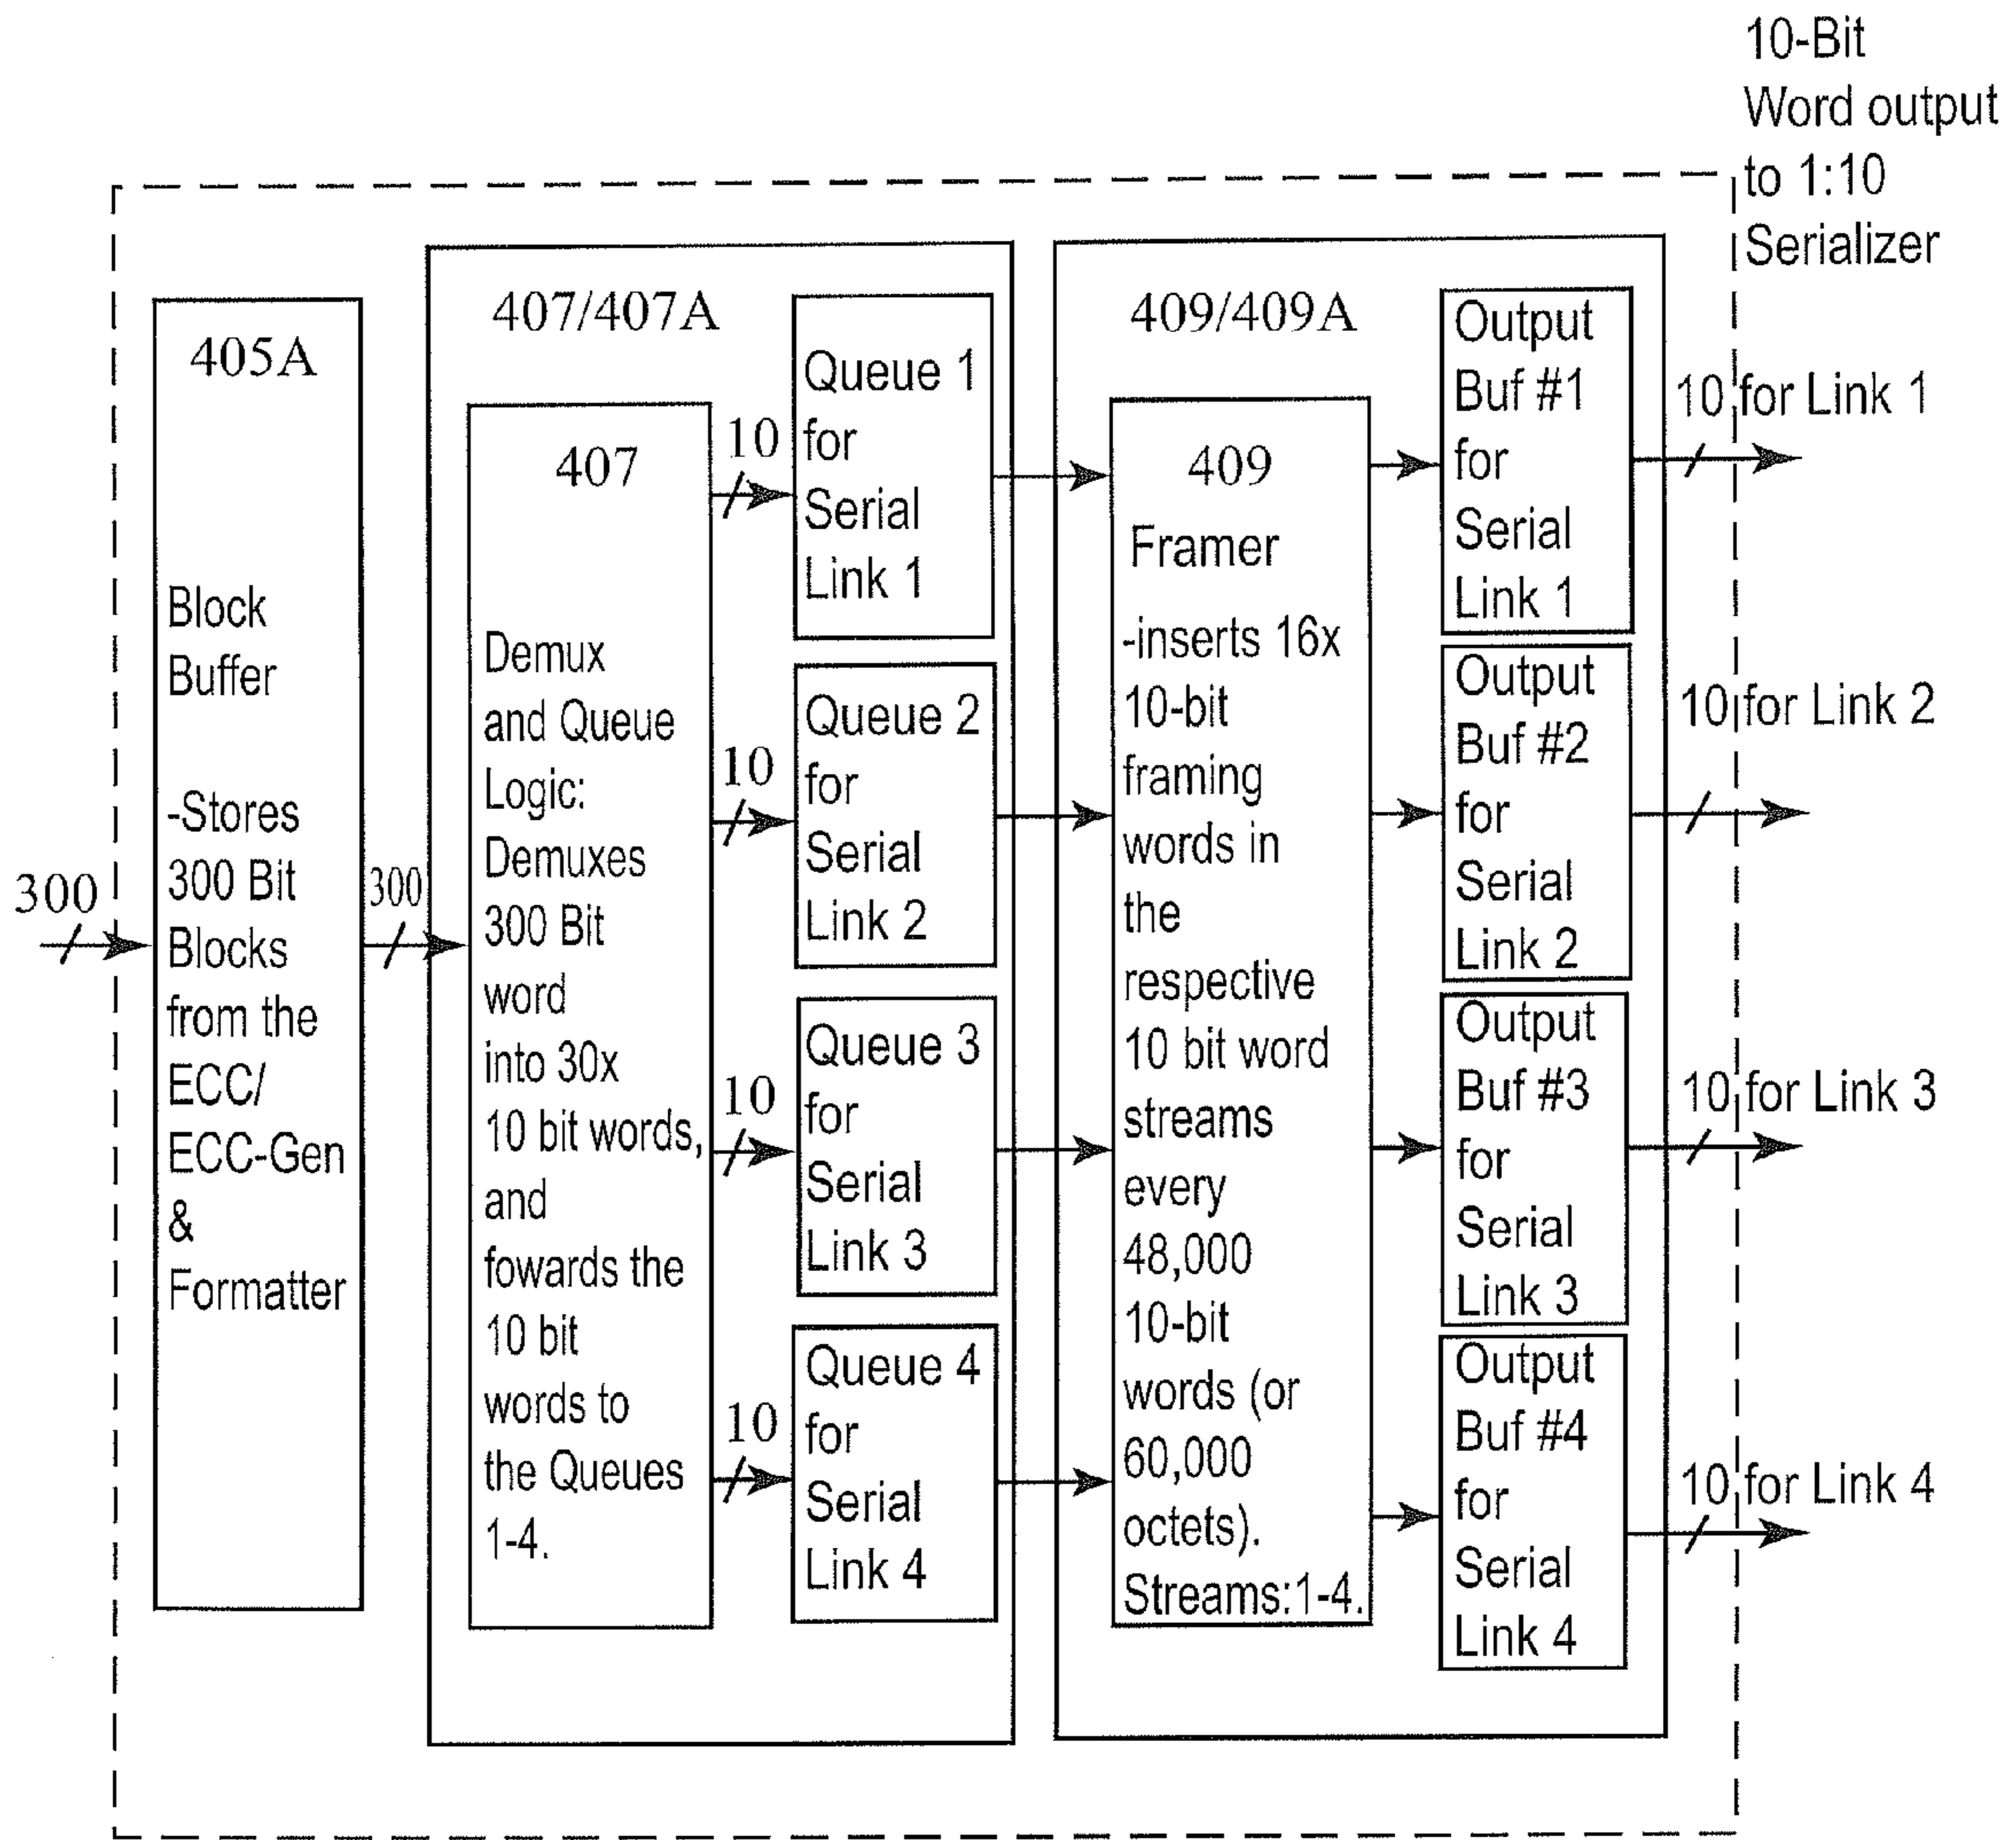 10-Bit
Word output
to 1:10
Serializer
300
405A
Block
Buffer
-Stores
300 Bit
Blocks
from the
ECC/
ECC-Gen
&
Formatter
300
407/407A
407
Demux
and Queue
Logic:
Demuxes
300 Bit
word
into 30x
10 bit words,
and
fowards the
10 bit
words to
the Queues
1-4.
10
Queue 1
for
Serial
Link 1
10
Queue 2
for
Serial
Link 2
10
Queue 3
for
Serial
Link 3
10
Queue 4
for
Serial
Link 4
409/409A
409
Framer
-inserts 16x
10-bit
framing
words in
the
respective
10 bit word
streams
every
48,000
10-bit
words (or
60,000
octets).
Streams:1-4.
Output
Buf #1
for
Serial
Link 1
Output
Buf #2
for
Serial
Link 2
Output
Buf #3
for
Serial
Link 3
Output
Buf #4
for
Serial
Link 4
10 for Link 1
10 for Link 2
10 for Link 3
10 for Link 4